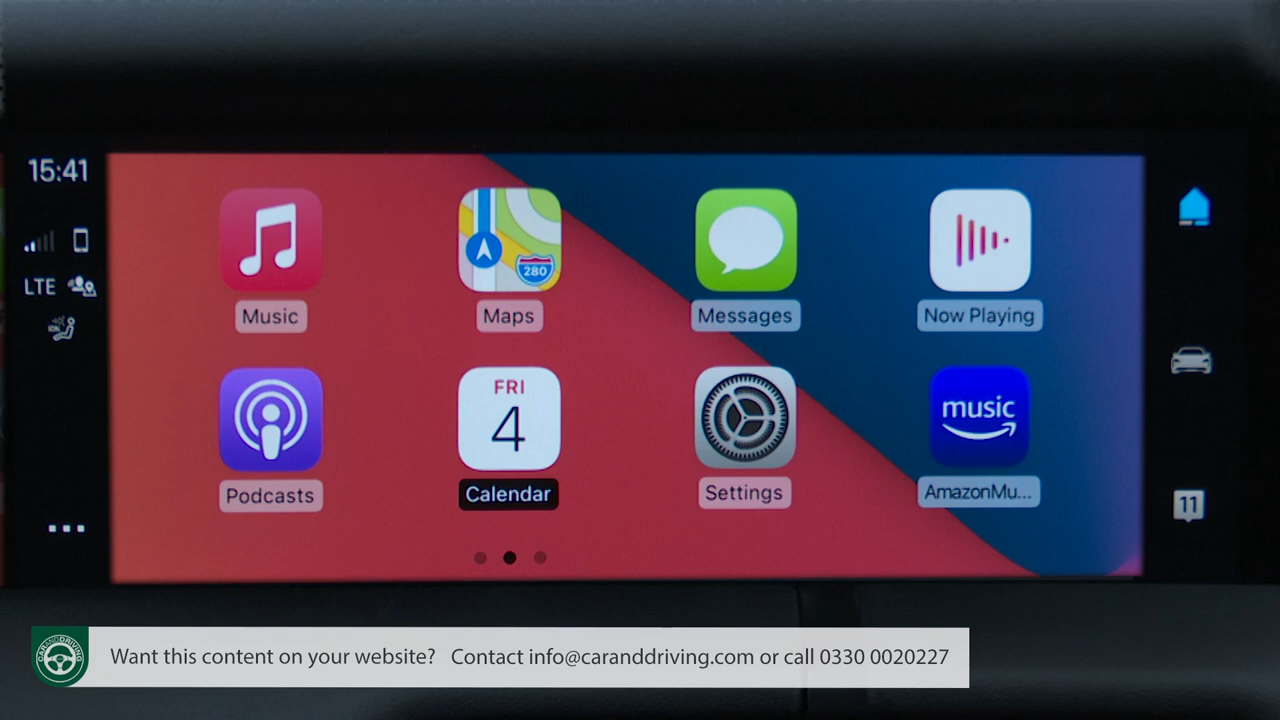 15:41
LTE
280
Music
Maps
Messages
Now Playing
FRI
4
music
Podcasts
Calendar
Settings
AmazonMu...
11
CARANDDRIVING
Want this content on your website? Contact info@caranddriving.com or call 0330 0020227